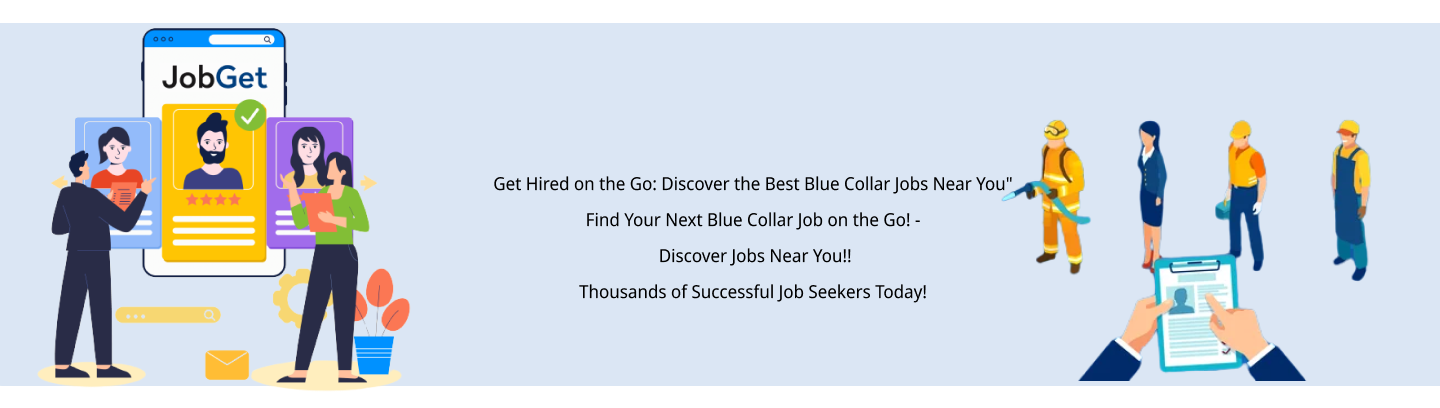 JobGet
Get Hired on the Go: Discover the Best Blue Collar Jobs Near You"
Find Your Next Blue Collar Job on the Go! -
Discover Jobs Near You!!
Thousands of Successful Job Seekers Today!